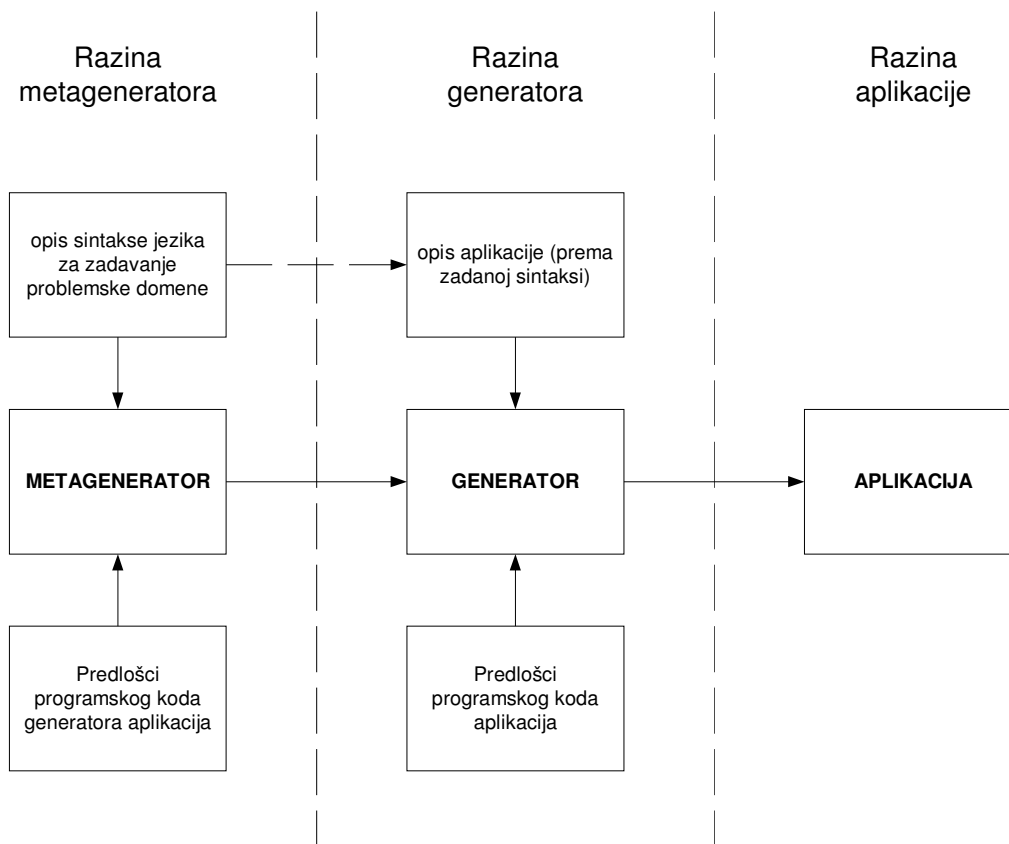 Razina
metageneratora
Razina
generatora
Razina
aplikacije
opis sintakse jezika
za zadavanje
problemske domene
opis aplikacije (prema
zadanoj sintaksi)
METAGENERATOR
GENERATOR
APLIKACIJA
Predlošci
programskog koda
generatora aplikacija
Predlošci
programskog koda
aplikacija